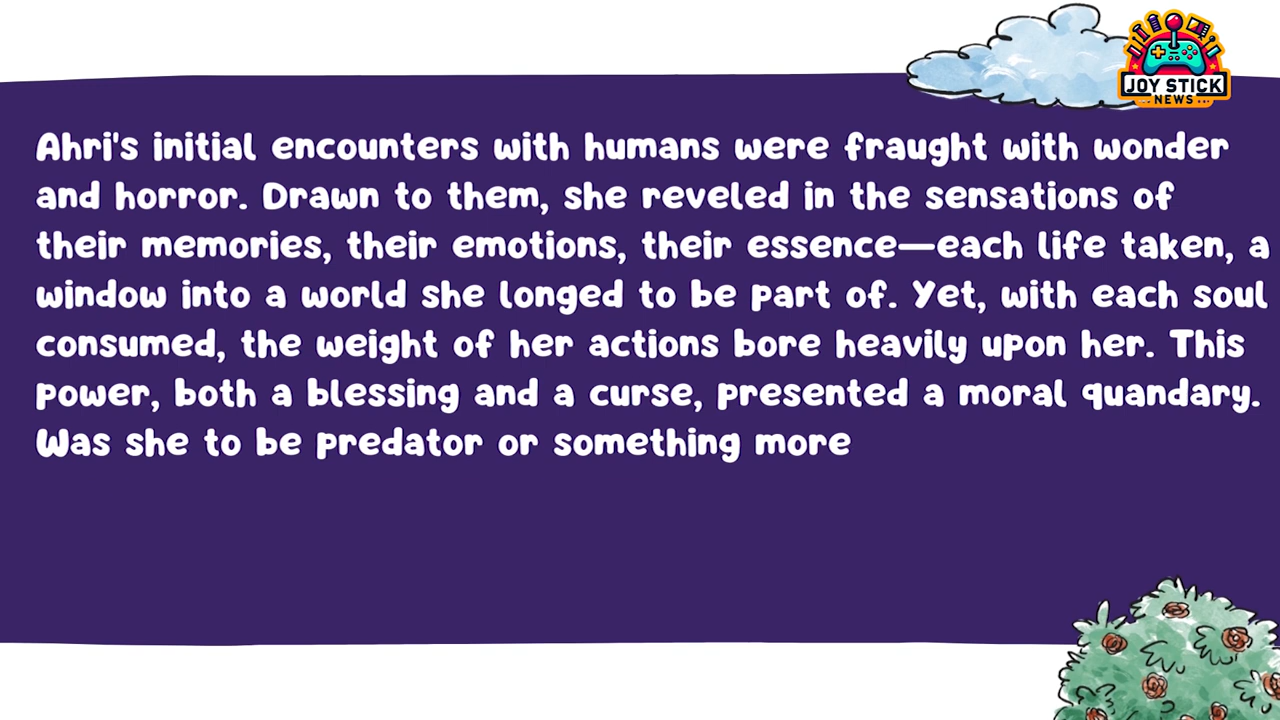 JOY STICK
NEWS
Ahri's initial encounters with humans were fraught with wonder
and horror. Drawn to them, she reveled in the sensations of
their memories, their emotions, their essence—each life taken, a
window into a world she longed to be part of. Yet, with each soul
consumed, the weight of her actions bore heavily upon her. This
power, both a blessing and a curse, presented a moral quandary.
Was she to be predator or something more